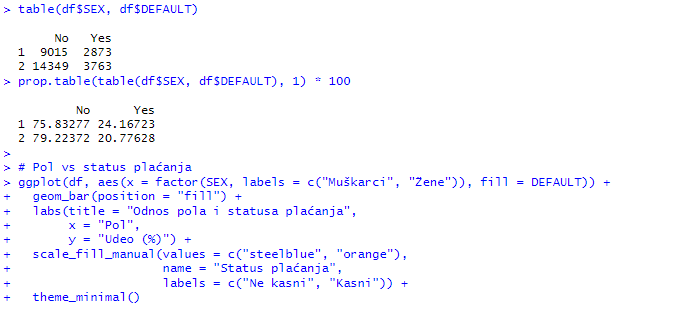 > table(df$SEX, df$DEFAULT)
No Yes
1 9015 2873
2 14349 3763
> prop.table(table(df$SEX, df$DEFAULT), 1) * 100
No Yes
1 75.83277 24.16723
2 79.22372 20.77628
>
> # Pol vs status plaćanja
> ggplot(df, aes(x = factor(SEX, labels = c("Muškarci", "Žene")), fill = DEFAULT)) +
+ geom_bar(position = "fill") +
+ labs(title = "Odnos pola i statusa plaćanja",
+ x = "Pol",
+ y = "Udeo (%)") +
+ scale_fill_manual(values = c("steelblue", "orange"),
+ name = "Status plaćanja",
+ labels = c("Ne kasni", "Kasni")) +
+ theme_minimal()